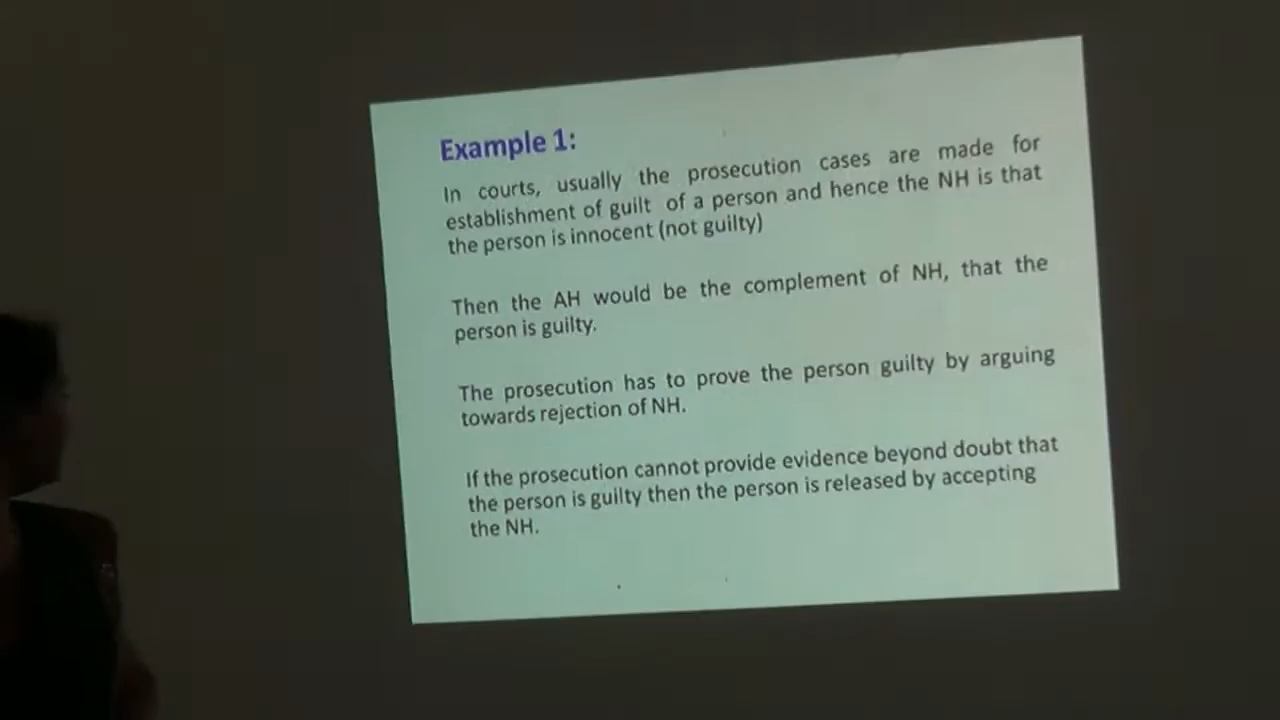 Example 1:
In courts, usually the prosecution cases are made for
establishment of guilt of a person and hence the NH is that
the person is innocent (not guilty)
Then the AH would be the complement of NH, that the
person is guilty.
The prosecution has to prove the person guilty by arguing
towards rejection of NH.
If the prosecution cannot provide evidence beyond doubt that
the person is guilty then the person is released by accepting
the NH.